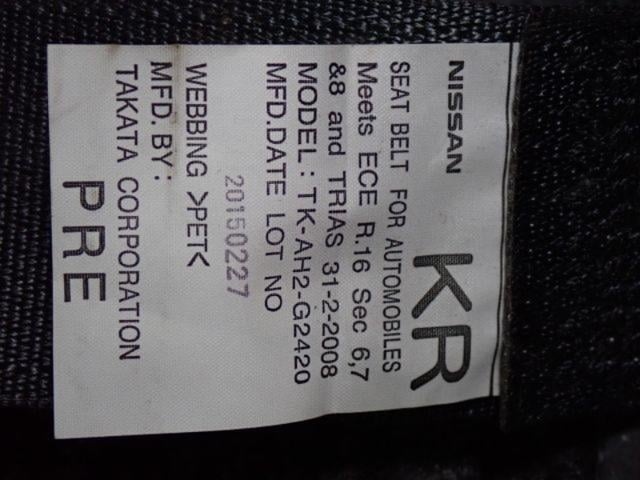 NISSAN KR
SEAT BELT FOR AUTOMOBILES
Meets ECE R.16 Sec 6,7
&8 and TRIAS 31-2-2008
MODEL : TK-AH2-G2420
MFD.DATE LOT NO
20150227
WEBBING >PET<
MFD.BY:
TAKATA CORPORATION
PRE